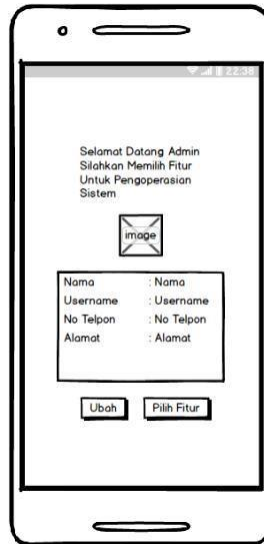 22:38
Selamat Datang Admin
Silahkan Memilih Fitur
Untuk Pengoperasian
Sistem
image
Nama : Nama
Username : Username
No Telpon : No Telpon
Alamat : Alamat
Ubah Pilih Fitur